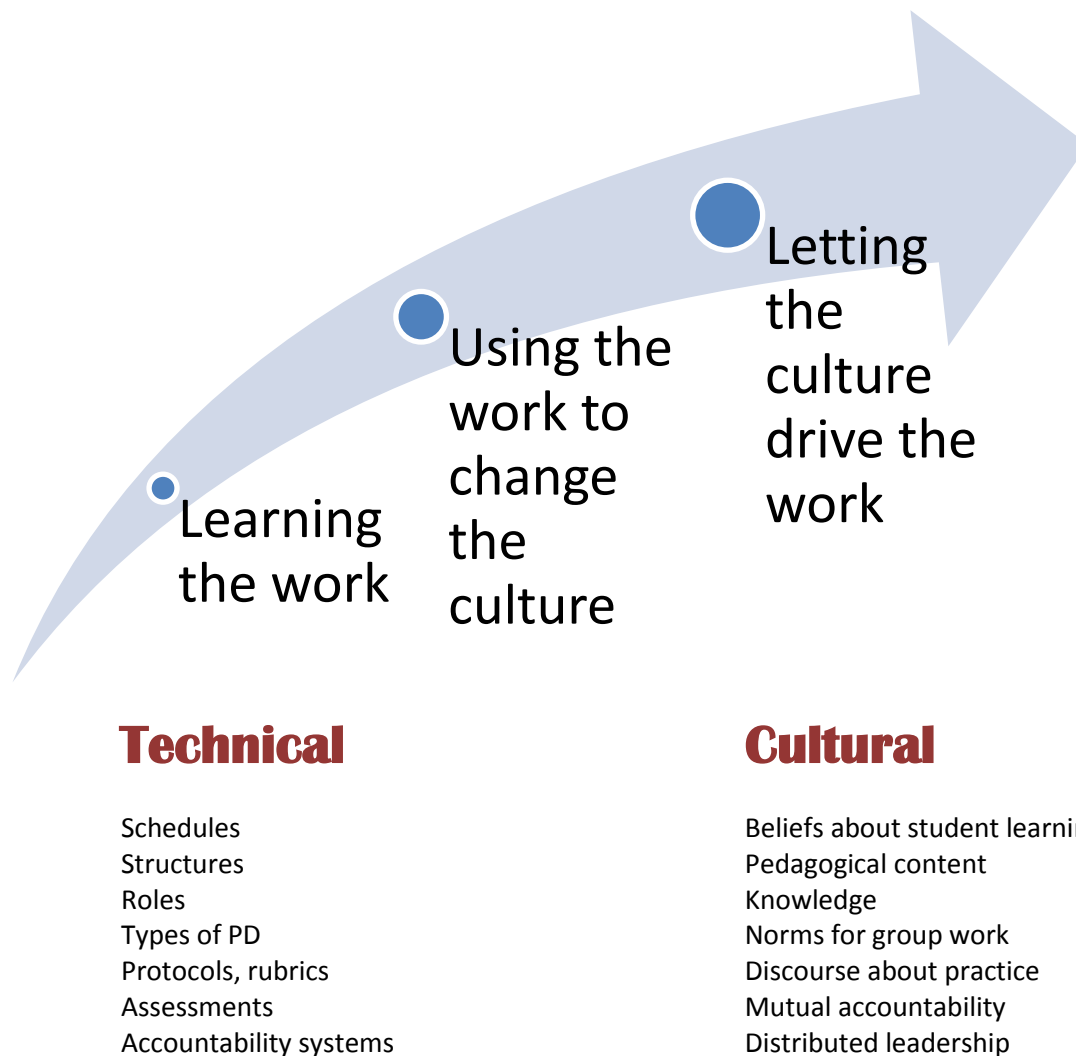 Learning
the work
Using the
work to
change
the
culture
Letting
the
culture
drive the
work
Technical
Schedules
Structures
Roles
Types of PD
Protocols, rubrics
Assessments
Accountability systems
Cultural
Beliefs about student
Pedagogical content
Knowledge
Norms for group work
Discourse about practice
Mutual accountability
Distributed leadership